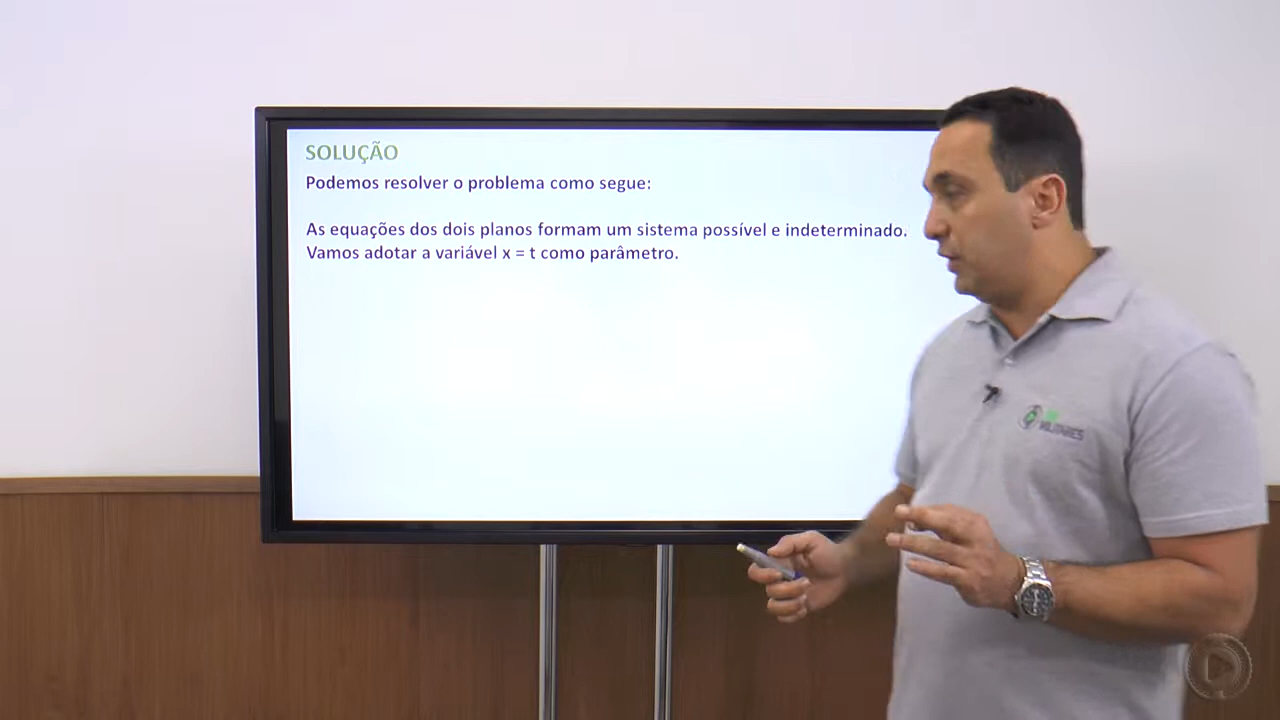 SOLUÇÃO
Podemos resolver o problema como segue:
As equações dos dois planos formam um sistema possível e indeterminado.
Vamos adotar a variável x = t como parâmetro.
MILITARES